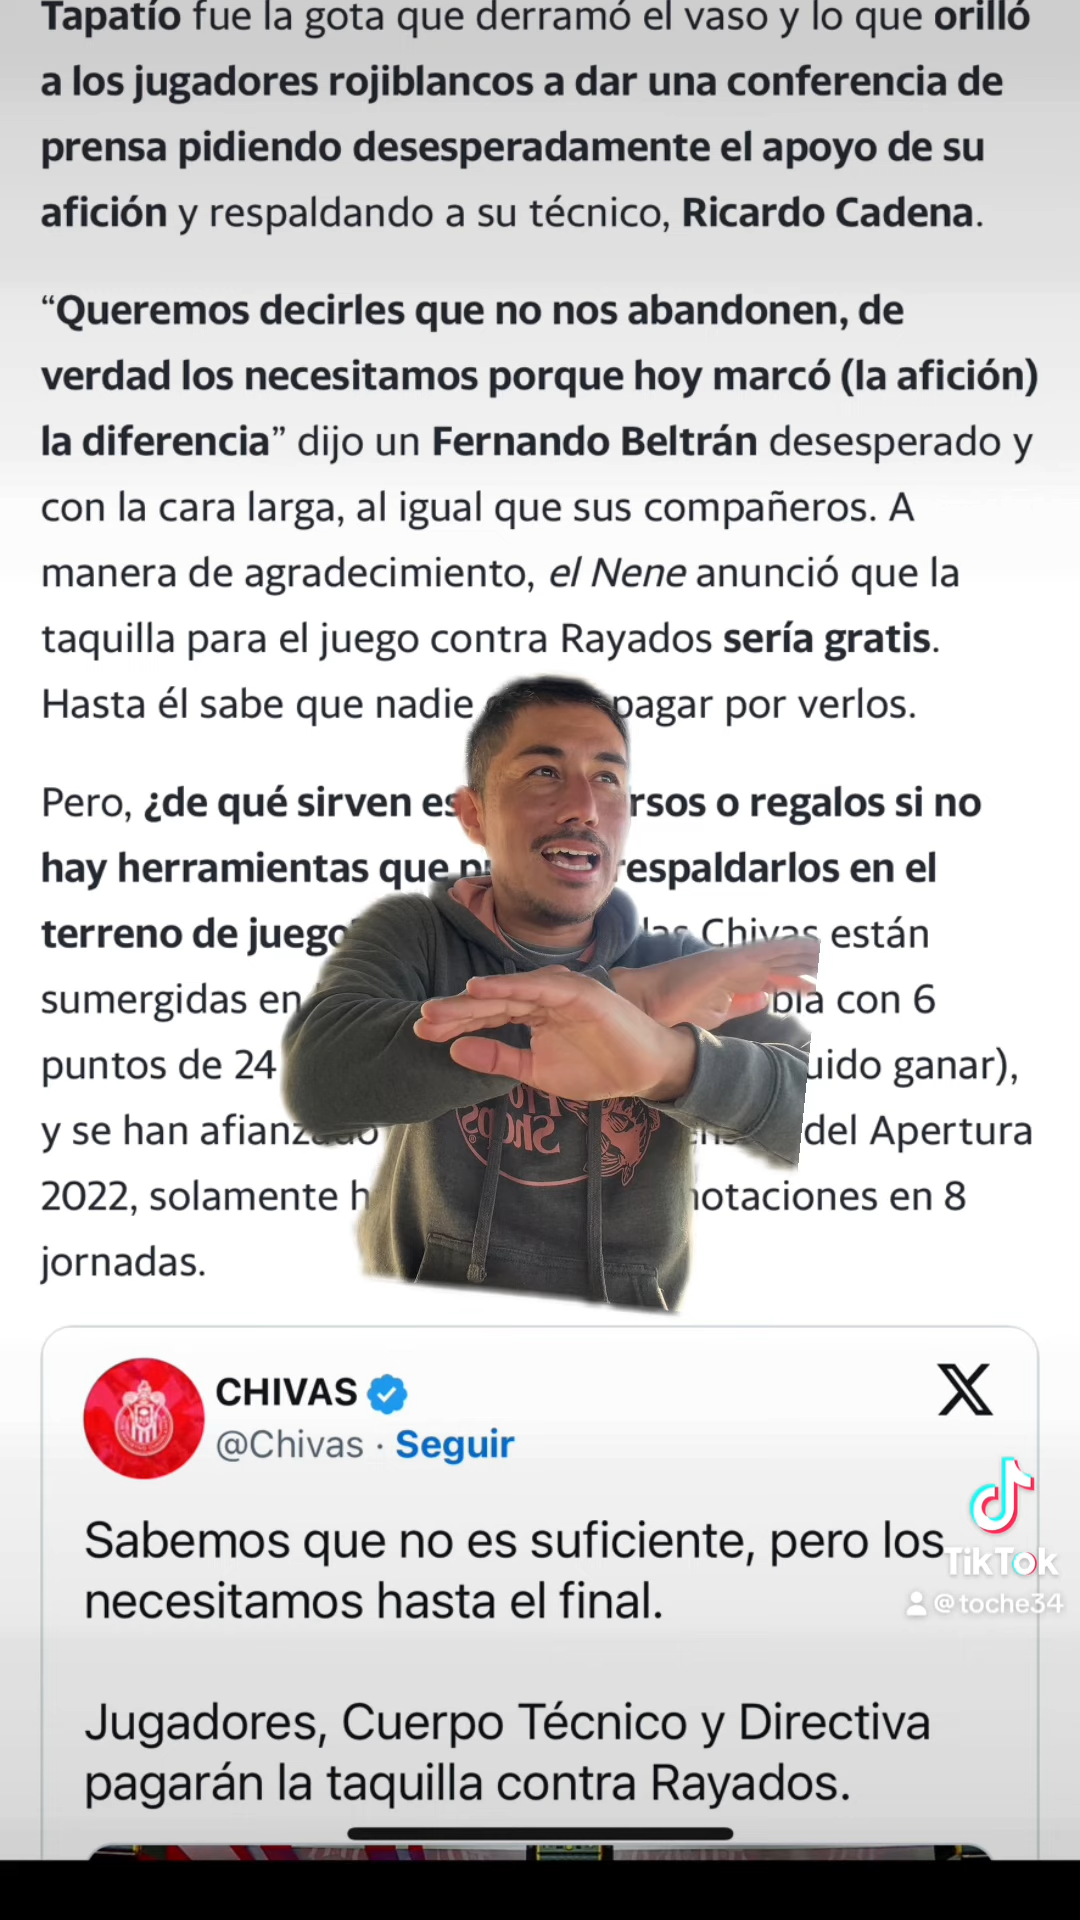 Tapatío fue la gota que derramó el vaso y lo que orilló
a los jugadores rojiblancos a dar una conferencia de
prensa pidiendo desesperadamente el apoyo de su
afición y respaldando a su técnico, Ricardo Cadena.
“Queremos decirles que no nos abandonen, de
verdad los necesitamos porque hoy marcó (la afición)
la diferencia” dijo un Fernando Beltrán desesperado y
con la cara larga, al igual que sus compañeros. A
manera de agradecimiento, el Nene anunció que la
taquilla para el juego contra Rayados sería gratis.
Hasta él sabe que nadie pagar por verlos.
Pero, ¿de qué sirven es rsos o regalos si no
hay herramientas que respaldarlos en el
terreno de juego las Chivas están
sumergidas en bia con 6
puntos de 24 uido ganar),
y se han afianzado del Apertura
2022, solamente h notaciones en 8
jornadas.
Pro
Shops
CHIVAS
@Chivas · Seguir
X
Sabemos que no es suficiente, pero los
necesitamos hasta el final.
Jugadores, Cuerpo Técnico y Directiva
pagarán la taquilla contra Rayados.
TikTok
@toche34